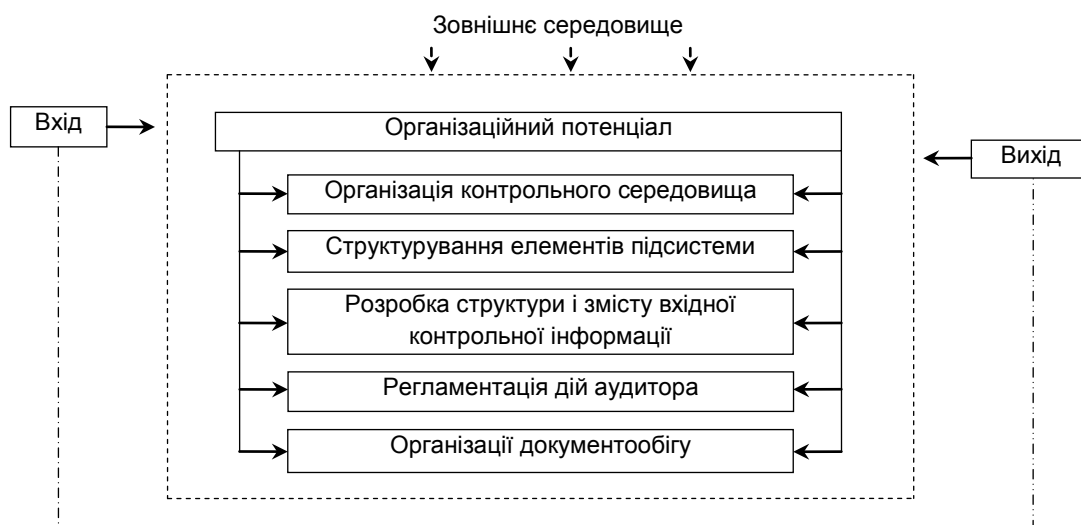 Зовнішнє середовище
Вхід
Організаційний потенціал
Вихід
Організація контрольного середовища
Структурування елементів підсистеми
Розробка структури і змісту вхідної
контрольної інформації
Регламентація дій аудитора
Організації документообігу